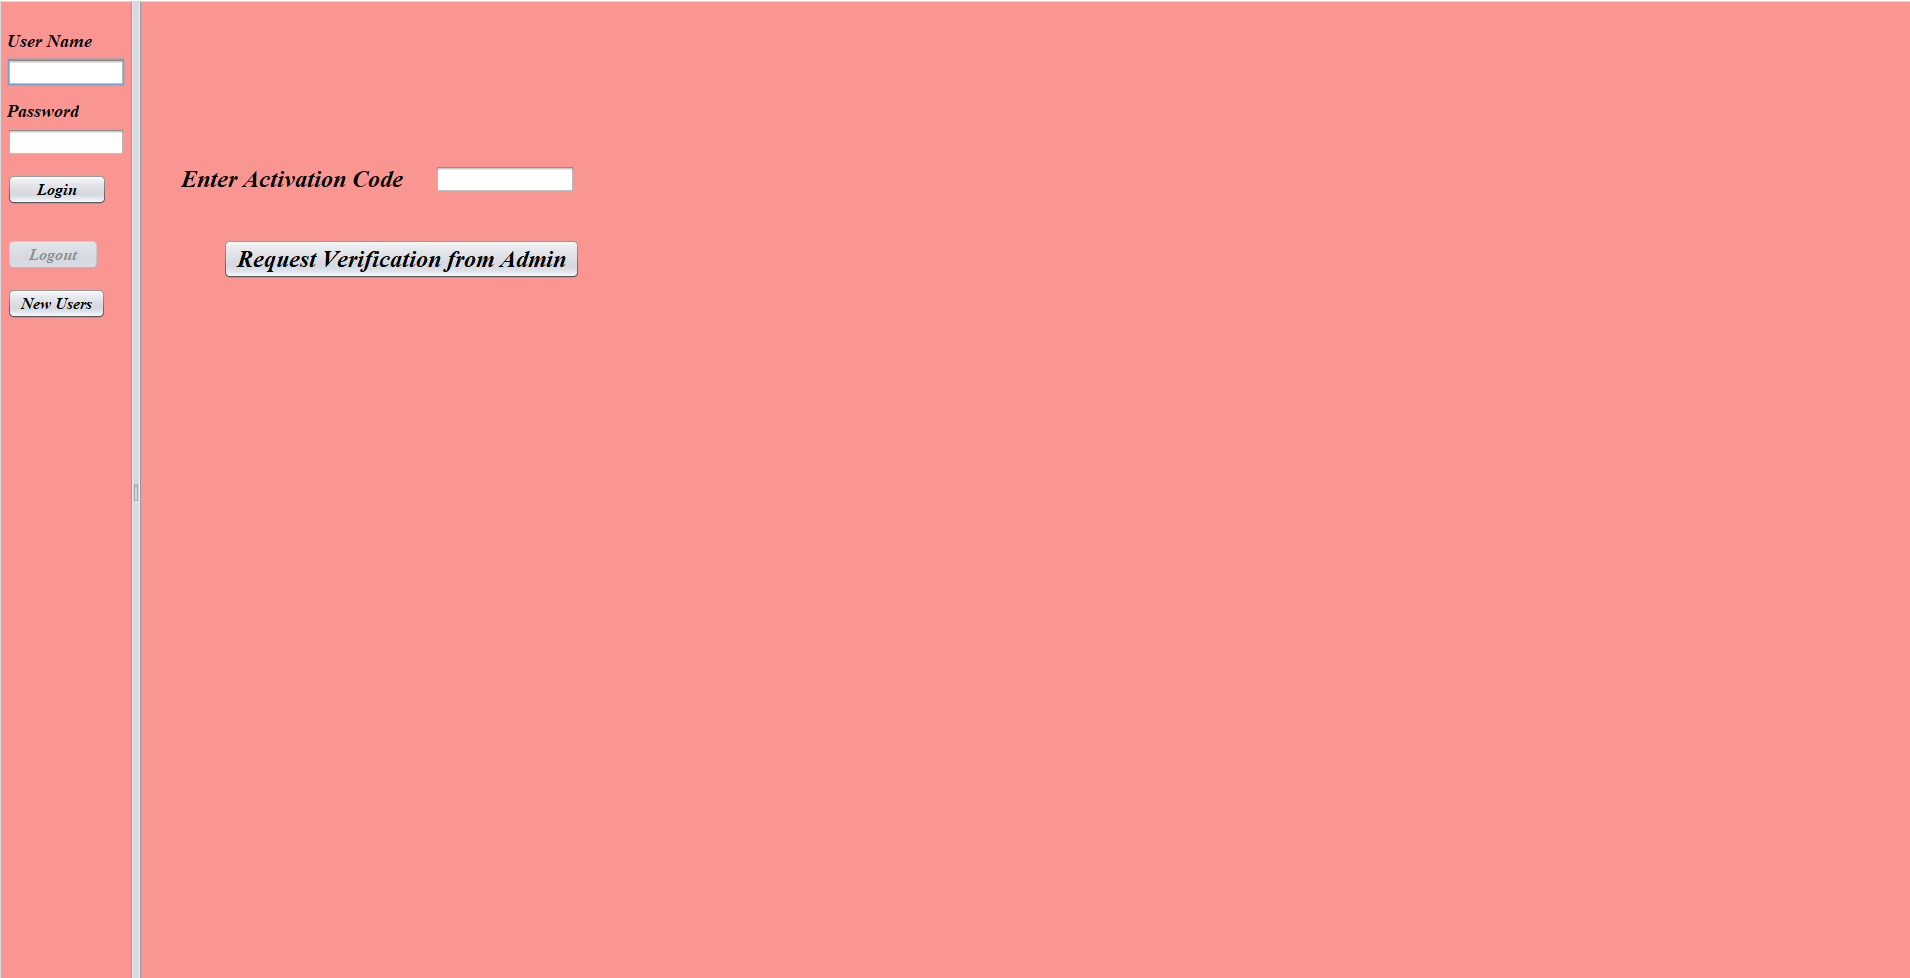 User Name
Password
Login
Logout
New Users
Enter Activation Code
Request Verification from Admin